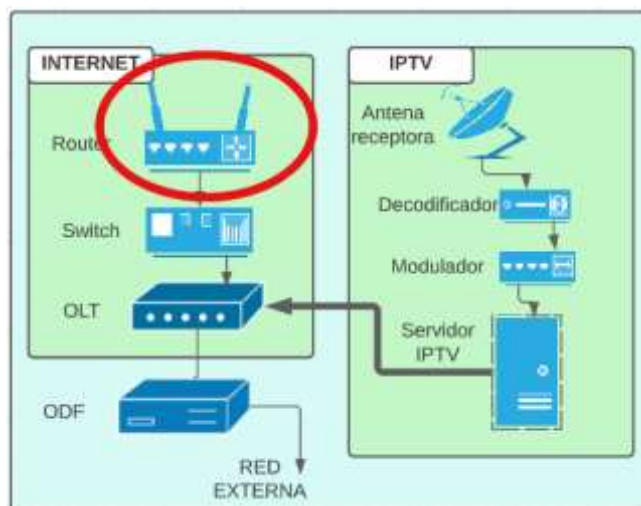 INTERNET
Router
Switch
OLT
ODF
RED
EXTERNA
IPTV
Antena
receptora
Decodificador
Modulador
Servidor
IPTV